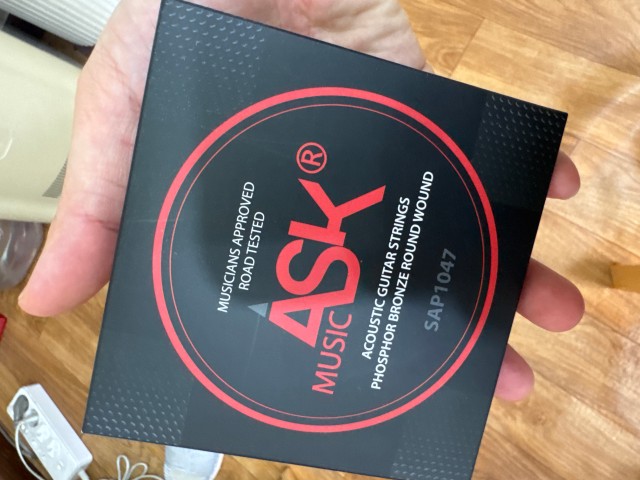 MUSICIANS APPROVED
ROAD TESTED
ASK®
MUSIC
ACOUSTIC GUITAR STRINGS
PHOSPHOR BRONZE ROUND WOUND
SAP1047